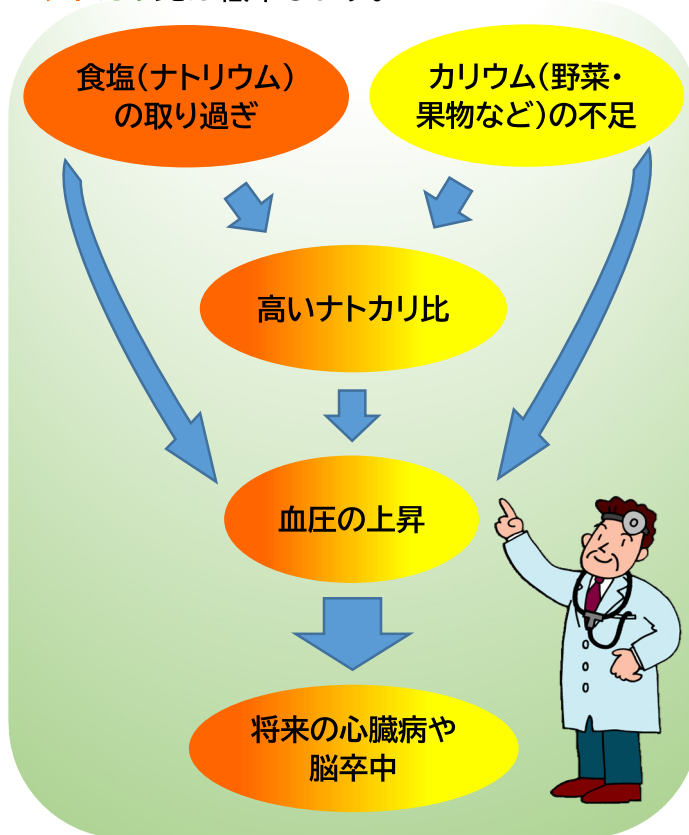 食塩(ナトリウム)
の取り過ぎ
カリウム(野菜・
果物など)の不足
高いナトカリ比
血圧の上昇
将来の心臓病や
脳卒中